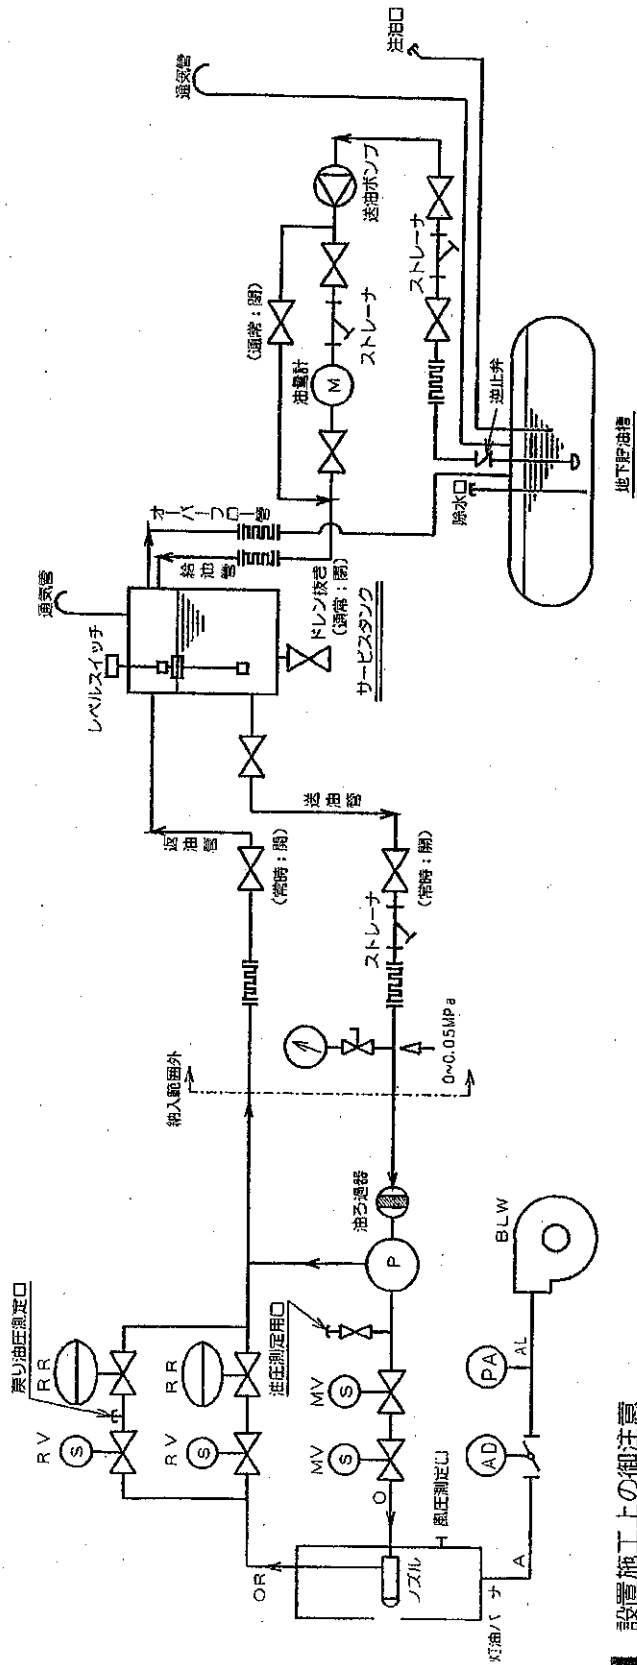 注油口
通気管
送油ポンプ
ストレーナ
(通常:閉)
油量計
M
ストレーナ
逆止弁
除水口
地下貯油槽
オーバーフロー管
給油管
通気管
レベルスイッチ
ドレン抜き
(通常:閉)
サービスタンク
返油管
(常時:開)
送油管
(常時:開)
ストレーナ
0~0.05MPa
納入範囲外
油ろ過器
P
戻り油圧測定口
RR
RR
RV
S
RV
S
油圧測定用口
MV
S
MV
S
O
OR
ノズル
風圧測定口
灯油バーナ
A
AD
PA
AL
BLW
設置施工上の御注意